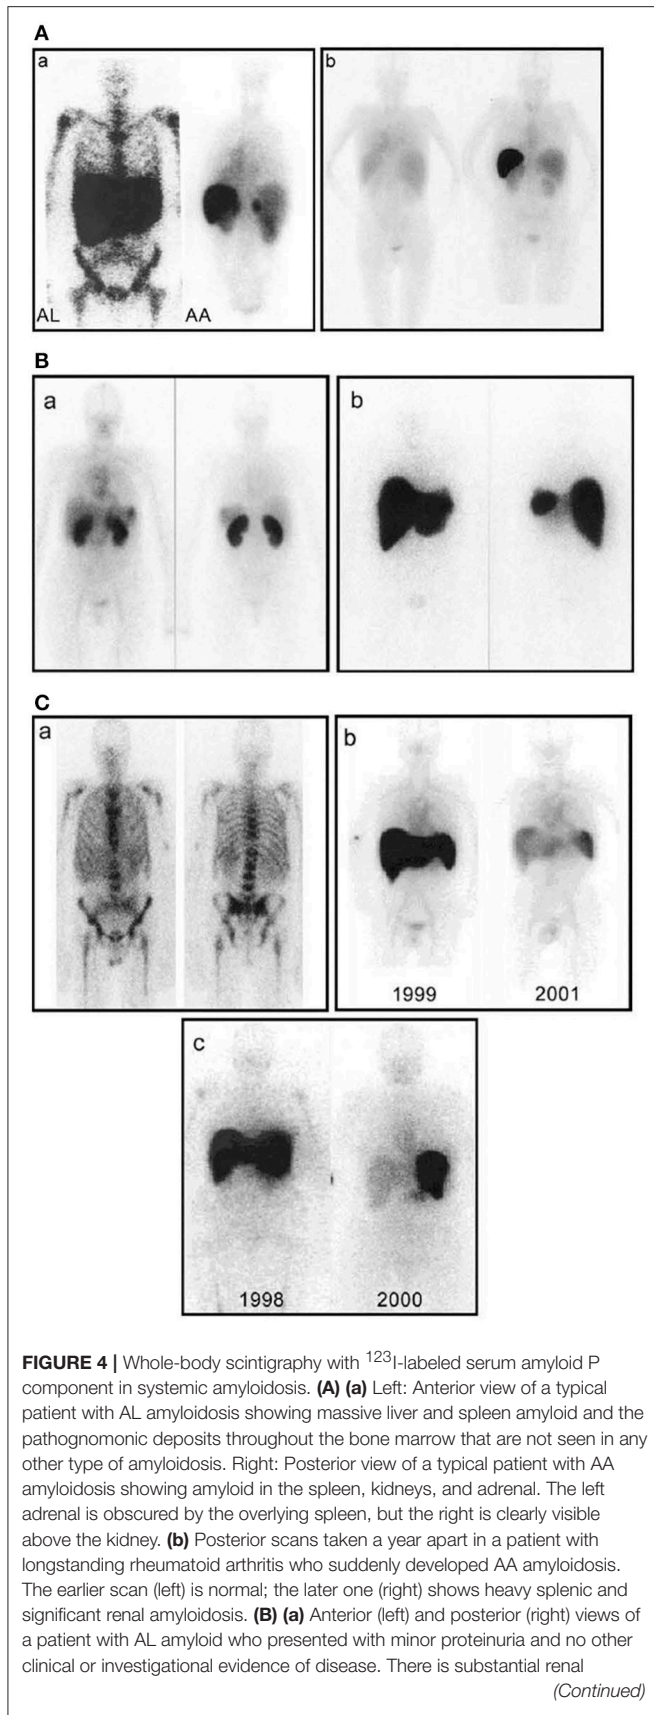 A
a
b
AL
AA
B
a
b
C
a
b
1999
2001
c
1998
2000
FIGURE 4 | Whole-body scintigraphy with ¹²³I-labeled serum amyloid P
component in systemic amyloidosis. (A) (a) Left: Anterior view of a typical
patient with AL amyloidosis showing massive liver and spleen amyloid and the
pathognomonic deposits throughout the bone marrow that are not seen in any
other type of amyloidosis. Right: Posterior view of a typical patient with AA
amyloidosis showing amyloid in the spleen, kidneys, and adrenal. The left
adrenal is obscured by the overlying spleen, but the right is clearly visible
above the kidney. (b) Posterior scans taken a year apart in a patient with
longstanding rheumatoid arthritis who suddenly developed AA amyloidosis.
The earlier scan (left) is normal; the later one (right) shows heavy splenic and
significant renal amyloidosis. (B) (a) Anterior (left) and posterior (right) views of
a patient with AL amyloid who presented with minor proteinuria and no other
clinical or investigational evidence of disease. There is substantial renal
(Continued)